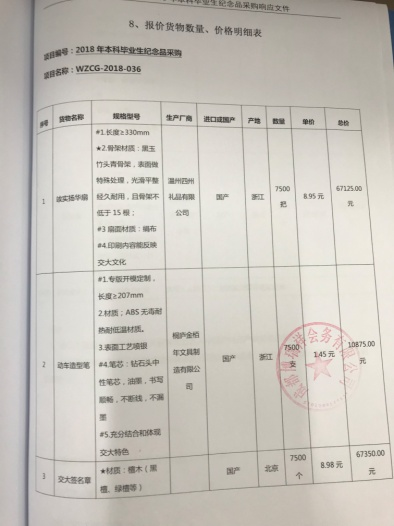 本科毕业生纪念品采购响应文件
8、报价货物数量、价格明细表
项目编号：2018 年本科毕业生纪念品采购
项目名称：WZCG-2018-036
序号 货物名称 规格型号 生产厂商 进口或国产 产地 数量 单价 总价
1 竢实扬华扇 #1.长度≥330mm
★2.骨架材质：黑玉
竹头青骨架，表面做
特殊处理，光滑平整
经久耐用，且骨架不
低于 15 根；
#3 扇面材质：绢布
#4.印刷内容能反映
交大文化
温州四州
礼品有限
公司
国产 浙江 7500
把
8.95 元 67125.00
元
2 动车造型笔 #1.专版开模定制，
长度≥207mm
2.材质；ABS 无毒耐
热耐低温材质。
3.表面工艺喷银
#4.笔芯：钻石头中
性笔芯，油墨，书写
顺畅，不断线，不漏
墨
#5.充分结合和体现
交大特色
桐庐金栢
年文具制
造有限公
司
国产 浙江 7500
支
1.45 元 10875.00
元
3 交大签名章 ★材质：檀木（黑
檀、绿檀等）
国产 北京 7500
个
8.98 元 67350.00
元